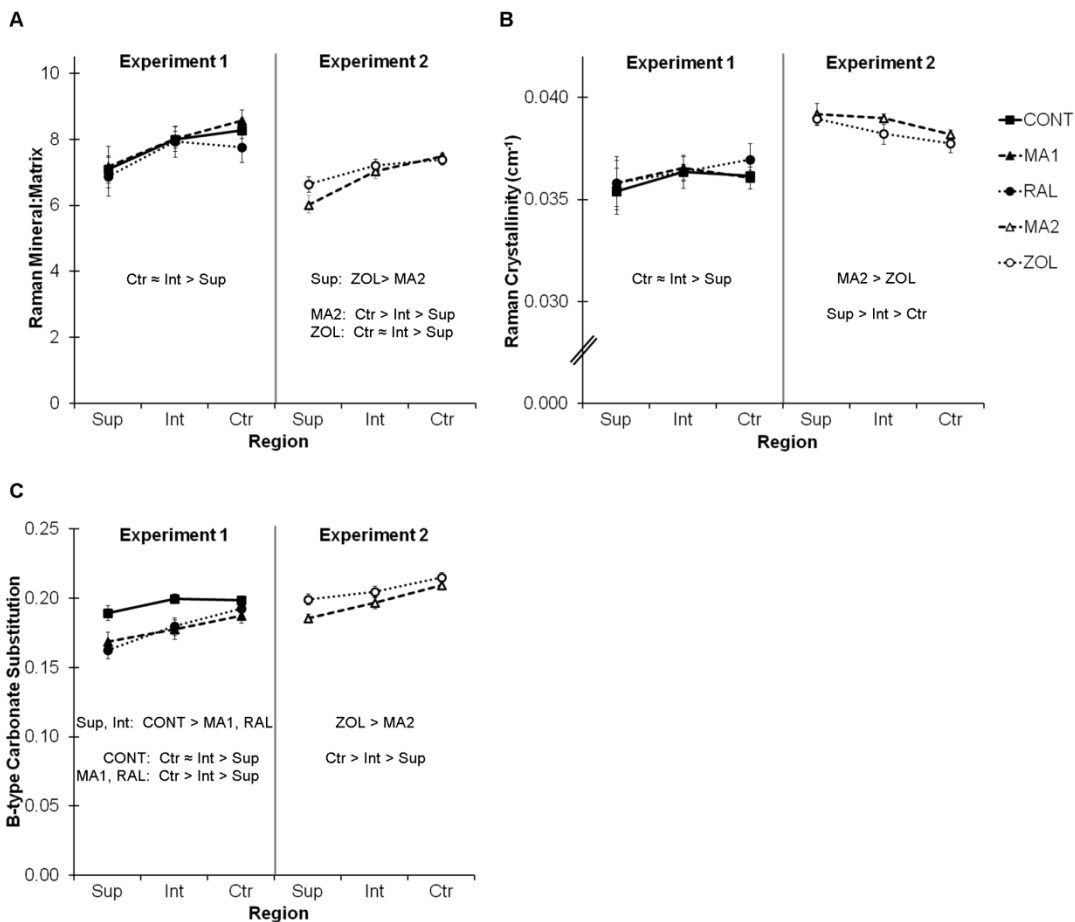 A
Experiment 1
Experiment 2
Raman Mineral:Matrix
10
8
6
4
2
0
Ctr ≈ Int > Sup
Sup: ZOL> MA2
MA2: Ctr > Int > Sup
ZOL: Ctr ≈ Int > Sup
Sup Int Ctr Sup Int Ctr
Region Region
B
Experiment 1
Experiment 2
Raman Crystallinity (cm-1)
0.040
0.035
0.030
0.000
Ctr ≈ Int > Sup
MA2 > ZOL
Sup > Int > Ctr
Sup Int Ctr Sup Int Ctr
Region Region
CONT
MA1
RAL
MA2
ZOL
C
Experiment 1
Experiment 2
B-type Carbonate Substitution
0.25
0.20
0.15
0.10
0.05
0.00
Sup, Int: CONT > MA1, RAL
CONT: Ctr ≈ Int > Sup
MA1, RAL: Ctr > Int > Sup
ZOL > MA2
Ctr > Int > Sup
Sup Int Ctr Sup Int Ctr
Region Region